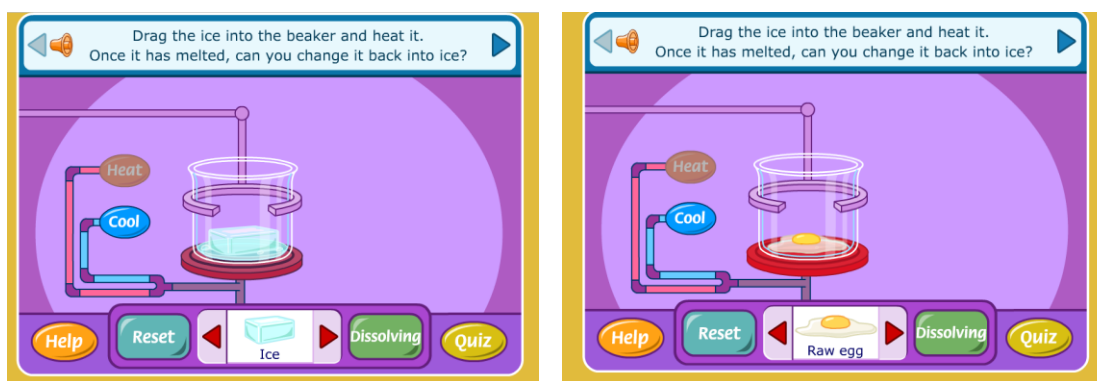 Drag the ice into the beaker and heat it.
Once it has melted, can you change it back into ice?
Heat
Cool
Help
Reset
Ice
Dissolving
Quiz
Drag the ice into the beaker and heat it.
Once it has melted, can you change it back into ice?
Heat
Cool
Help
Reset
Raw egg
Dissolving
Quiz